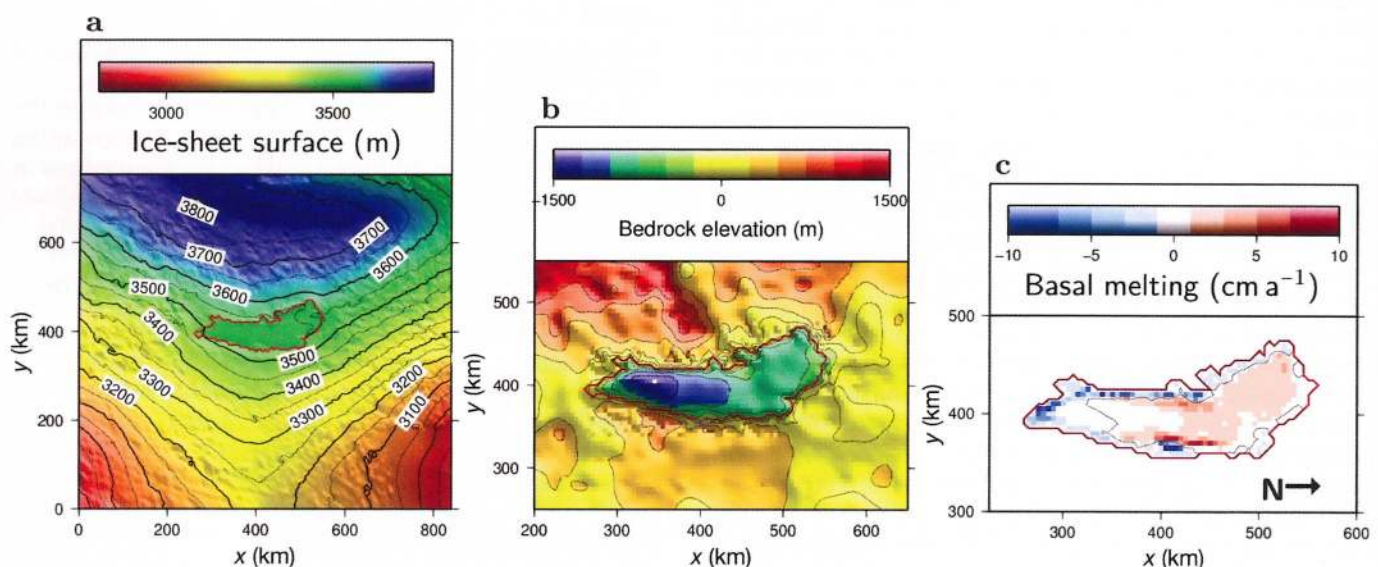 a
3000 3500
Ice-sheet surface (m)
3800
3700
3700
3600
3600
3500
3400
3500
3400
3300
3300
3200
3200
3100
600
400
200
0
y (km)
0 200 400 600 800
x (km)
b
−1500 0 1500
Bedrock elevation (m)
500
400
300
y (km)
200 300 400 500 600
x (km)
c
−10 −5 0 5 10
Basal melting (cm a⁻¹)
500
400
300
y (km)
N
300 400 500 600
x (km)